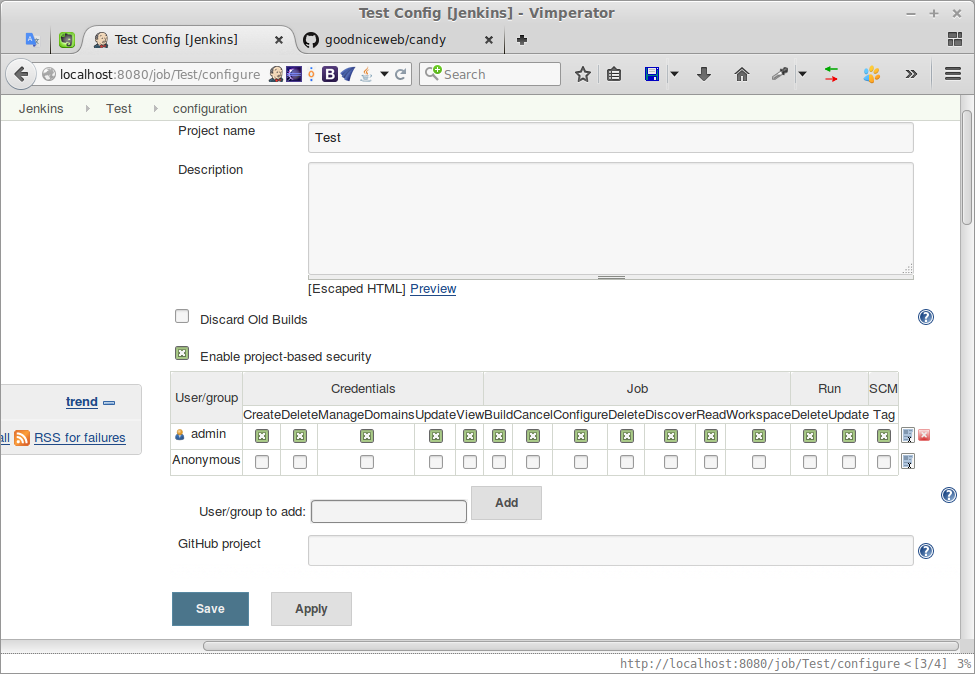 Test Config [Jenkins] - Vimperator
Test Config [Jenkins] goodniceweb/candy
localhost:8080/job/Test/configure Search
Jenkins Test configuration
Project name Test
Description
[Escaped HTML] Preview
Discard Old Builds
Enable project-based security
User/group Credentials Job Run SCM
Create Delete ManageDomains Update View Build Cancel Configure Delete Discover Read Workspace Delete Update Tag
trend
all RSS for failures
admin
Anonymous
User/group to add: Add
GitHub project
Save Apply
http://localhost:8080/job/Test/configure <[3/4] 3%